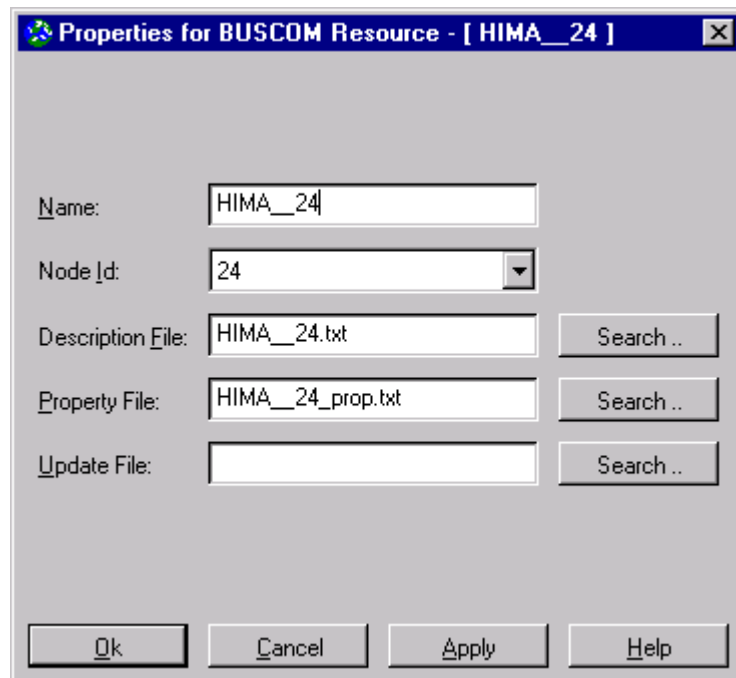 Properties for BUSCOM Resource - [ HIMA__24 ]
Name: HIMA__24
Node Id: 24
Description File: HIMA__24.txt Search ..
Property File: HIMA__24_prop.txt Search ..
Update File: Search ..
Ok Cancel Apply Help